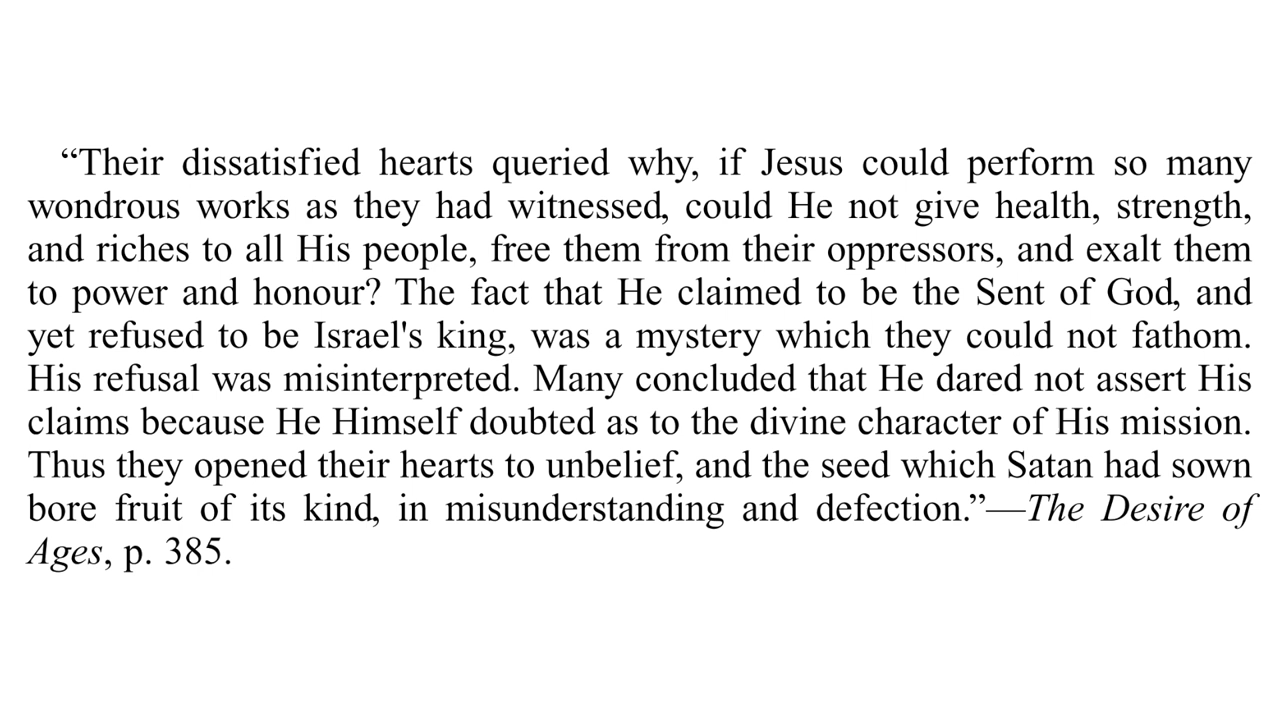 “Their dissatisfied hearts queried why, if Jesus could perform so many
wondrous works as they had witnessed, could He not give health, strength,
and riches to all His people, free them from their oppressors, and exalt them
to power and honour? The fact that He claimed to be the Sent of God, and
yet refused to be Israel's king, was a mystery which they could not fathom.
His refusal was misinterpreted. Many concluded that He dared not assert His
claims because He Himself doubted as to the divine character of His mission.
Thus they opened their hearts to unbelief, and the seed which Satan had sown
bore fruit of its kind, in misunderstanding and defection.”—The Desire of
Ages, p. 385.